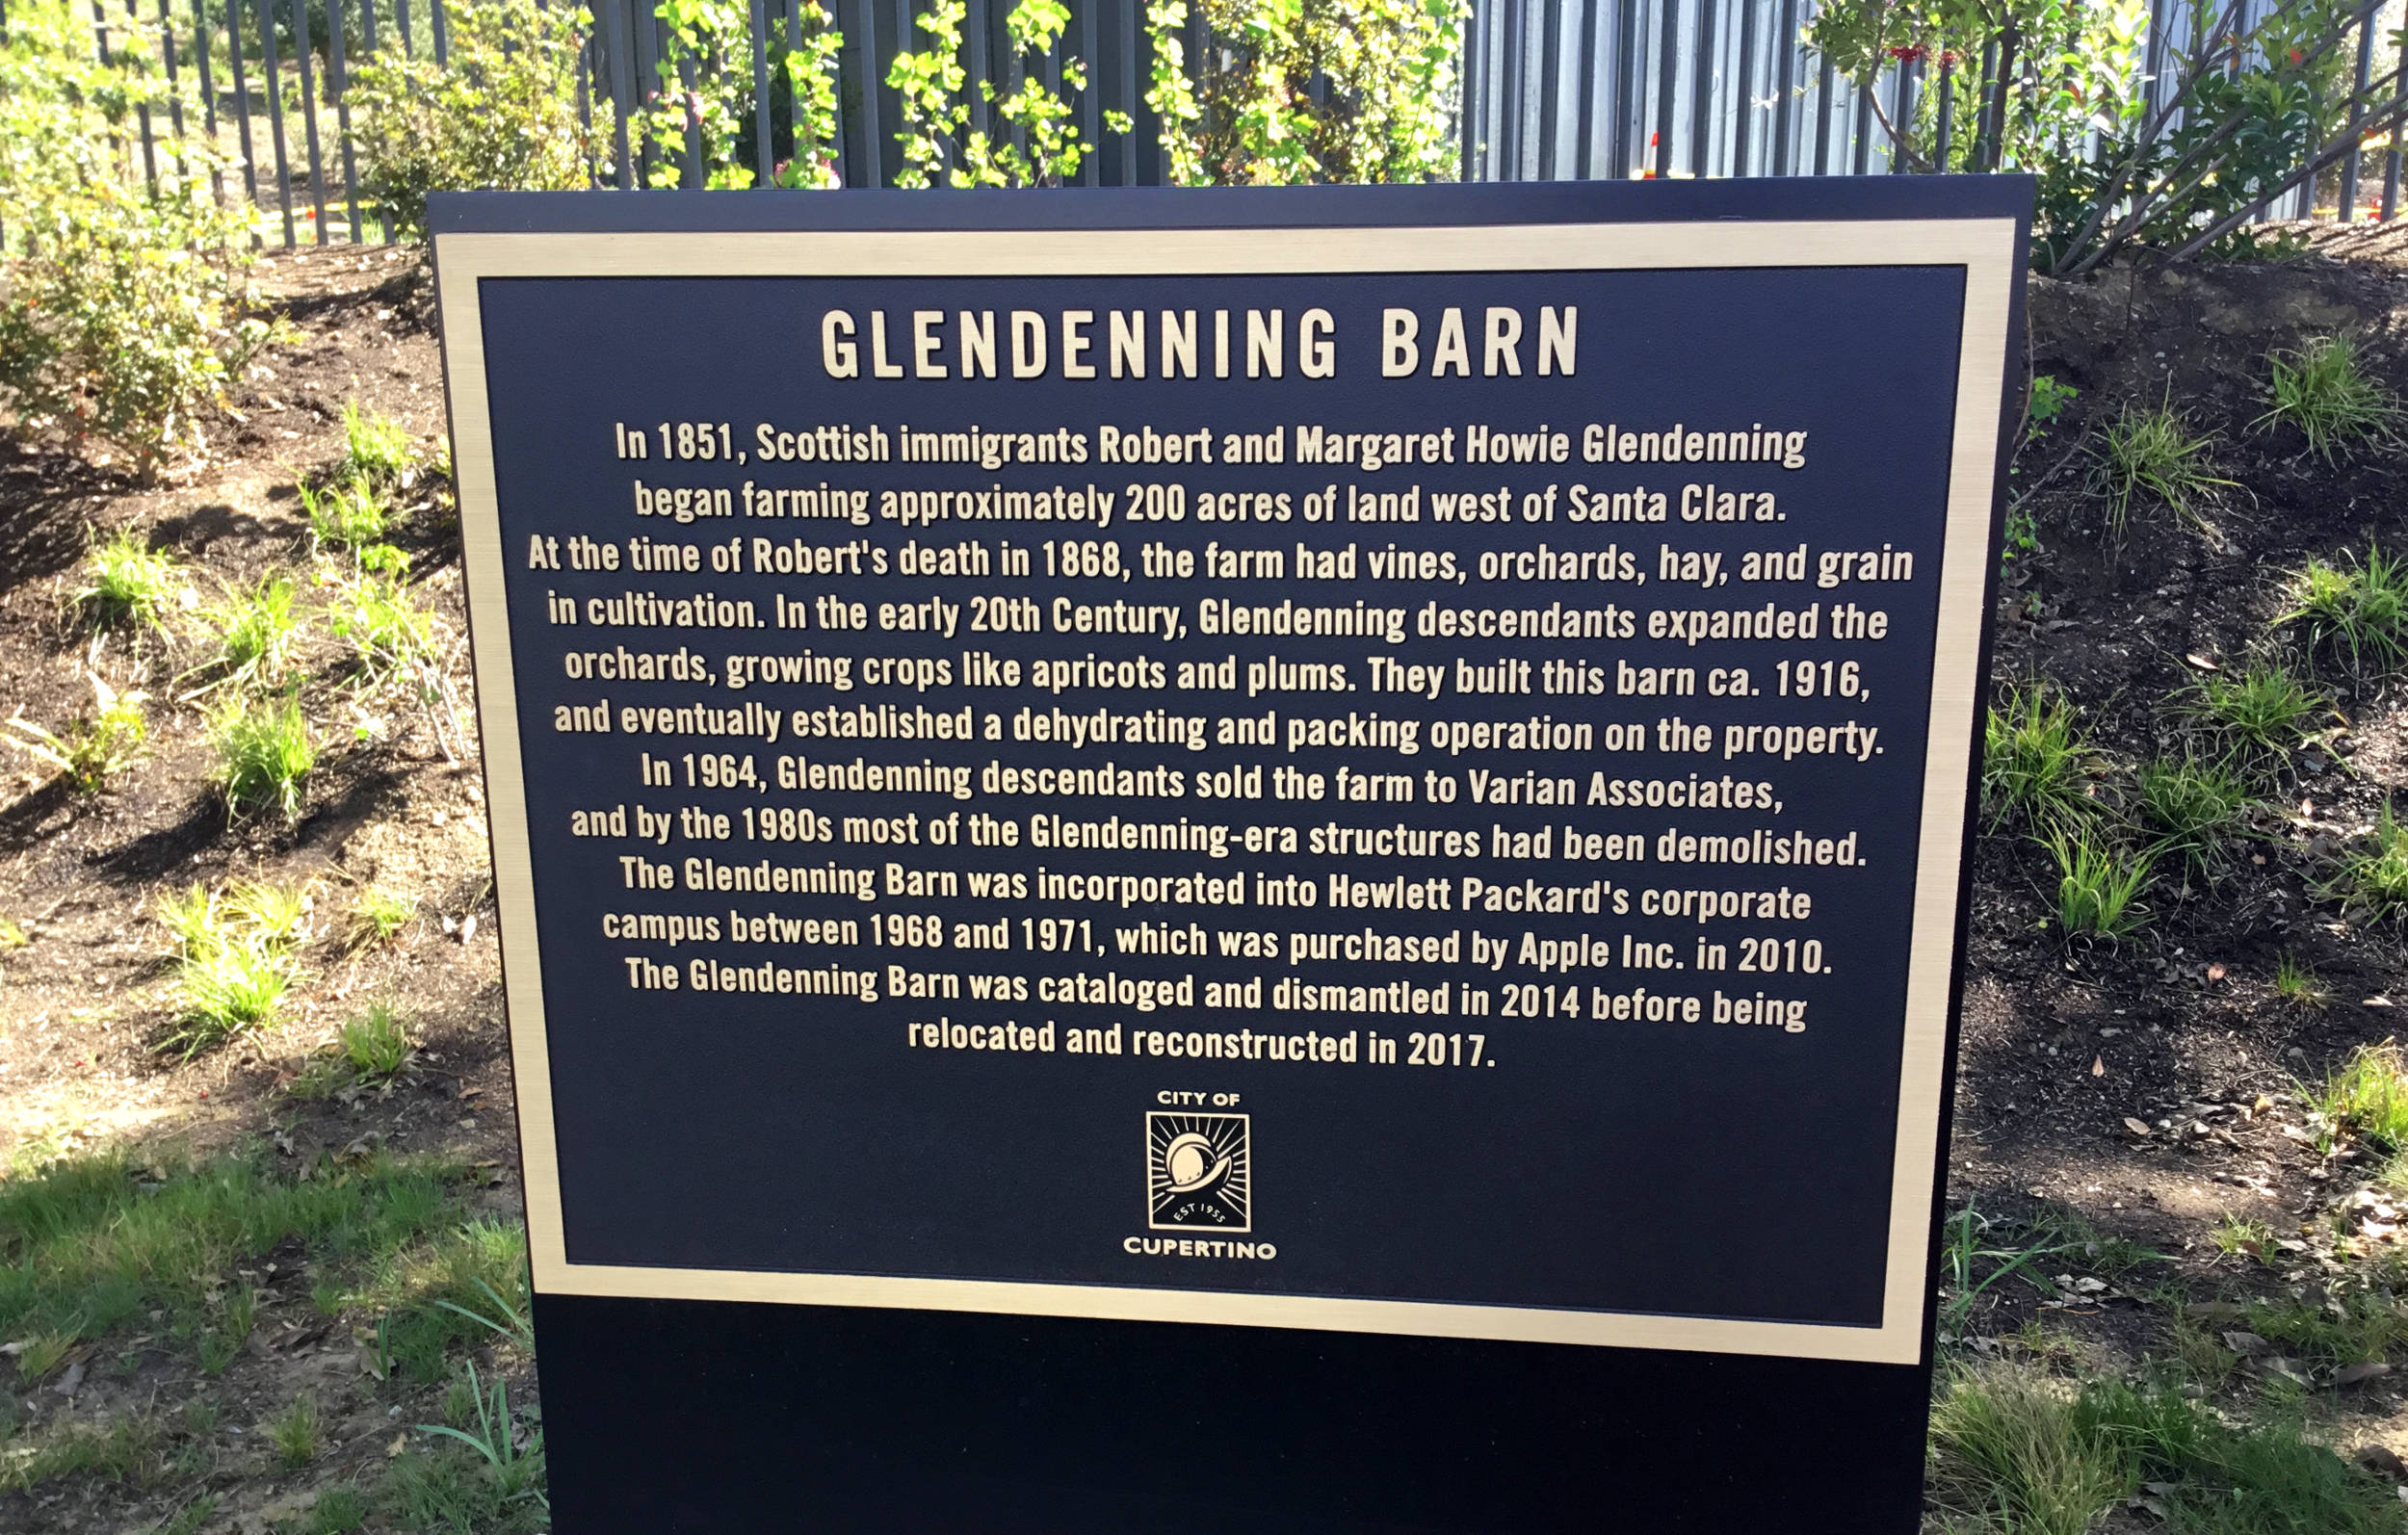 GLENDENNING BARN
In 1851, Scottish immigrants Robert and Margaret Howie Glendenning
began farming approximately 200 acres of land west of Santa Clara.
At the time of Robert's death in 1868, the farm had vines, orchards, hay, and grain
in cultivation. In the early 20th Century, Glendenning descendants expanded the
orchards, growing crops like apricots and plums. They built this barn ca. 1916,
and eventually established a dehydrating and packing operation on the property.
In 1964, Glendenning descendants sold the farm to Varian Associates,
and by the 1980s most of the Glendenning-era structures had been demolished.
The Glendenning Barn was incorporated into Hewlett Packard's corporate
campus between 1968 and 1971, which was purchased by Apple Inc. in 2010.
The Glendenning Barn was cataloged and dismantled in 2014 before being
relocated and reconstructed in 2017.
CITY OF
EST 1955
CUPERTINO